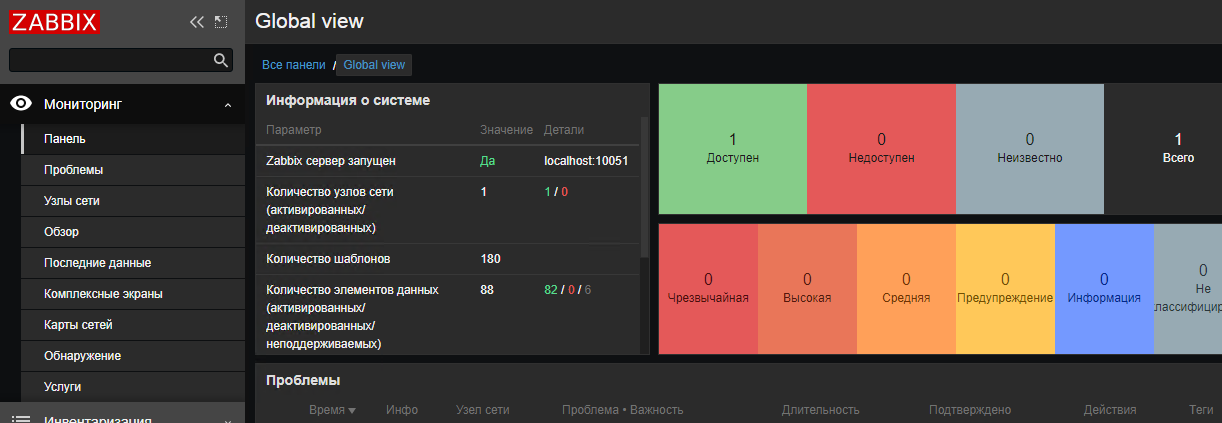 ZABBIX
Global view
Все панели / Global view
Мониторинг
Панель
Проблемы
Узлы сети
Обзор
Последние данные
Комплексные экраны
Карты сетей
Обнаружение
Услуги
Инвентаризация
Информация о системе
Параметр Значение Детали
Zabbix сервер запущен Да localhost:10051
Количество узлов сети 1 1 / 0
(активированных/
деактивированных)
Количество шаблонов 180
Количество элементов данных 88 82 / 0 / 6
(активированных/
деактивированных/
неподдерживаемых)
1 0 0 1
Доступен Недоступен Неизвестно Всего
0 0 0 0 0 0
Чрезвычайная Высокая Средняя Предупреждение Информация Не
Проблемы
Время Инфо Узел сети Проблема • Важность Длительность Подтверждено Действия Теги